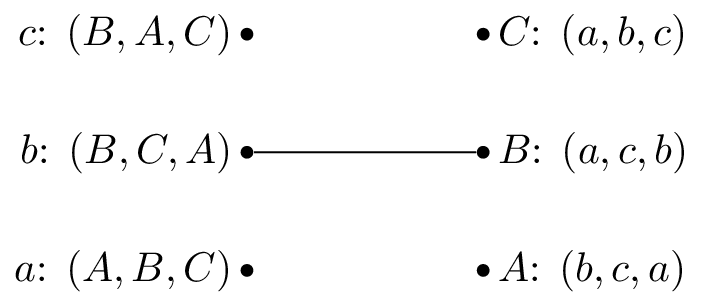 c: (B, A, C) C: (a, b, c)
b: (B, C, A) B: (a, c, b)
a: (A, B, C) A: (b, c, a)